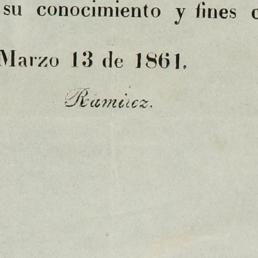 su conocimiento y fines c
Marzo 13 de 1861.
Ramirez.